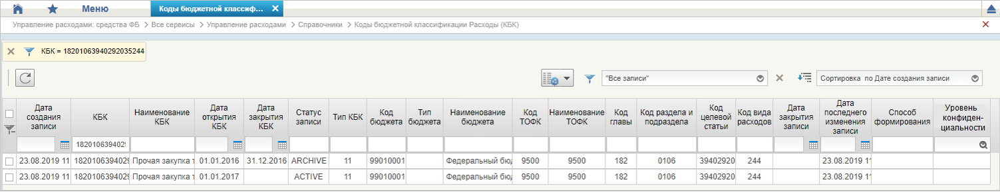 Меню Коды бюджетной классиф...
Управление расходами: средства ФБ > Все сервисы > Управление расходами > Справочники > Коды бюджетной классификации Расходы (КБК)
КБК = 18201063940292035244
"Все записи" Сортировка по Дате создания записи
Дата создания записи КБК Наименование КБК Дата открытия КБК Дата закрытия КБК Статус записи Тип КБК Код бюджета Тип бюджета Наименование бюджета Код ТОФК Наименование ТОФК Код главы Код раздела и подраздела Код целевой статьи Код вида расходов Дата закрытия записи Дата последнего изменения записи Способ формирования Уровень конфиден-циальности
182010639402
23.08.2019 11 1820106394029 Прочая закупка т 01.01.2016 31.12.2016 ARCHIVE 11 99010001 Федеральный бюд 9500 9500 182 0106 39402920 244 23.08.2019 11
23.08.2019 11 1820106394029 Прочая закупка т 01.01.2017 ACTIVE 11 99010001 Федеральный бюд 9500 9500 182 0106 39402920 244 23.08.2019 11